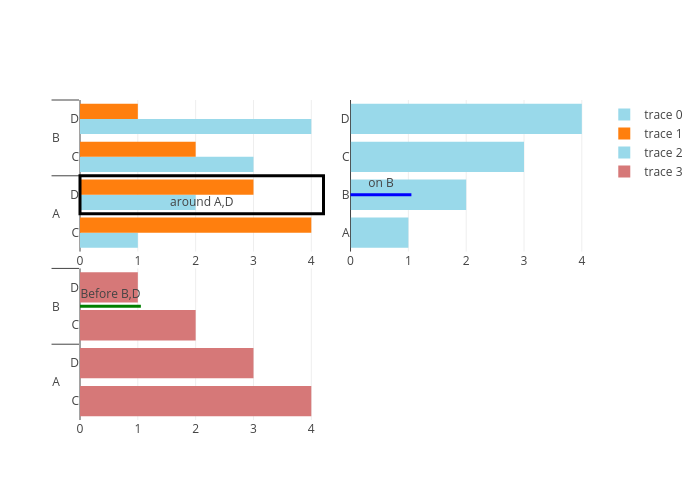 D
B
C
D
around A,D
A
C
0 1 2 3 4
D
C
on B
B
A
0 1 2 3 4
trace 0
trace 1
trace 2
trace 3
D
Before B,D
B
C
D
A
C
0 1 2 3 4